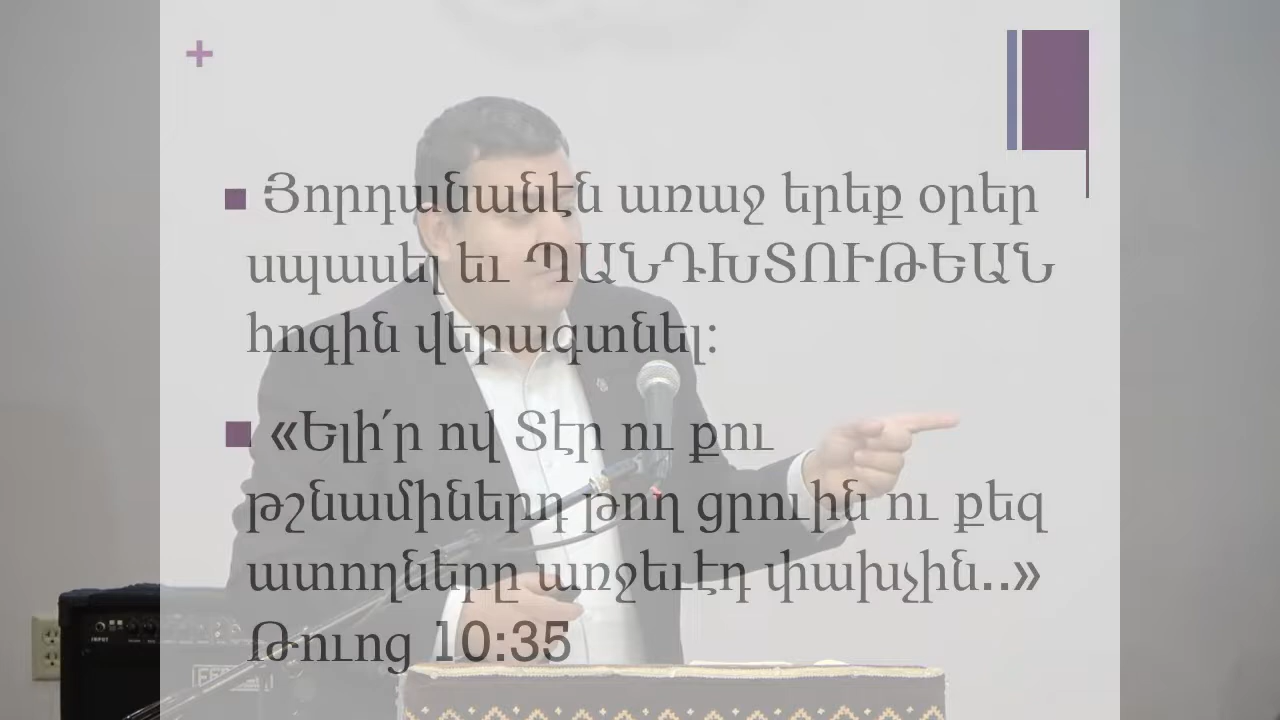 Յորդանանէն առաջ երեք օրեր
սպասել եւ ՊԱՆԴԽՏՈՒԹԵԱՆ
հոգին վերագտնել։
«Ելի՛ր ով Տէր ու քու
թշնամիներդ թող ցրուին ու քեզ
ատողները առջեւէդ փախչին..»
Թուոց 10:35
INPUT